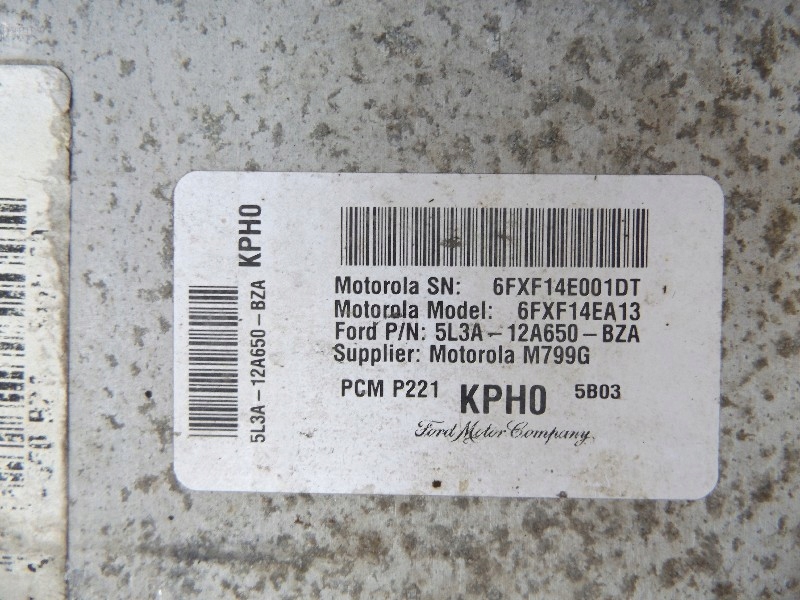 5L3A-12A650-BZA KPH0
Motorola SN: 6FXF14E001DT
Motorola Model: 6FXF14EA13
Ford P/N: 5L3A-12A650-BZA
Supplier: Motorola M799G
PCM P221 KPH0 5B03
Ford Motor Company